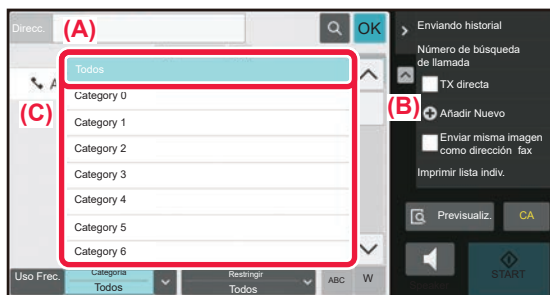 Direcc.
(A)
OK
Todos
A
(C)
Category 0
Category 1
Category 2
Category 3
Category 4
Category 5
Category 6
Uso Frec.
Categoría
Todos
Restringir
Todos
ABC
W
Enviando historial
Número de búsqueda
de llamada
TX directa
(B)
Añadir Nuevo
Enviar misma imagen
como dirección fax
Imprimir lista indiv.
Previsualiz.
CA
START